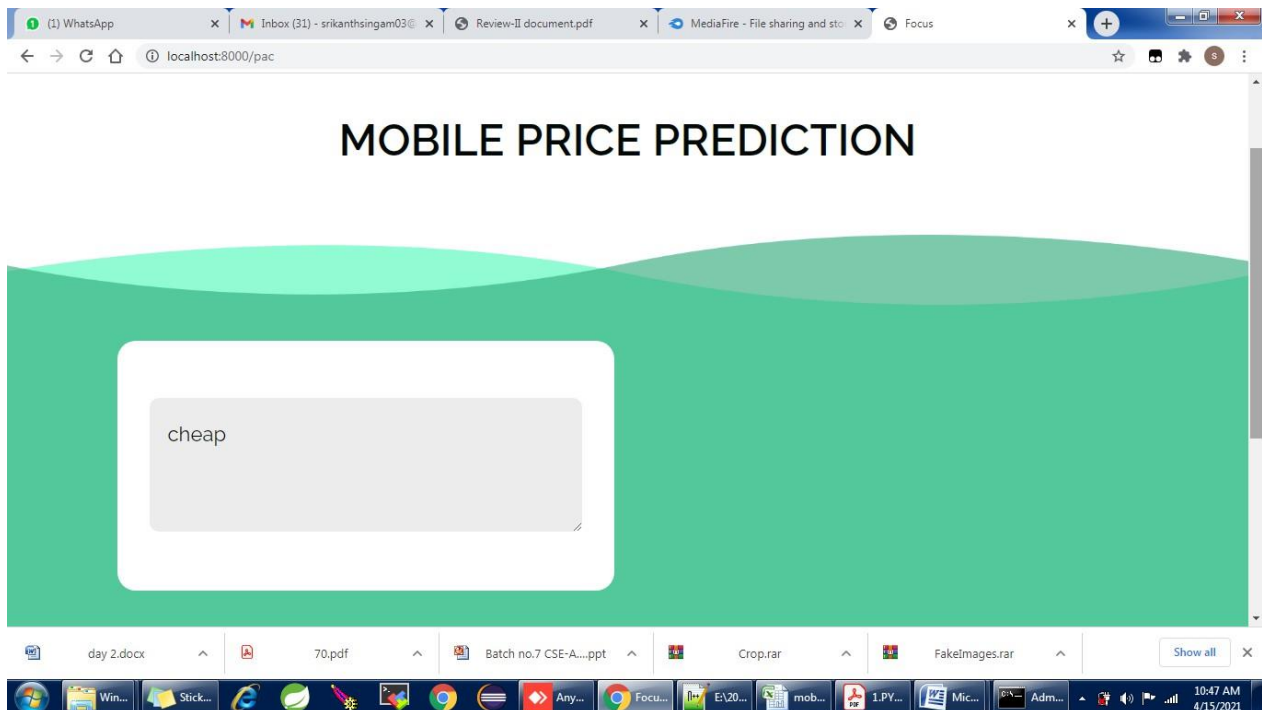 (1) WhatsApp
Inbox (31) - srikanthsingam03@
Review-II document.pdf
MediaFire - File sharing and sto
Focus
localhost:8000/pac
S
MOBILE PRICE PREDICTION
cheap
day 2.docx
70.pdf
Batch no.7 CSE-A....ppt
Crop.rar
FakeImages.rar
Show all
Win...
Stick...
Any...
Focu...
E:\20...
mob...
1.PY...
Mic...
Adm...
10:47 AM
4/15/2021